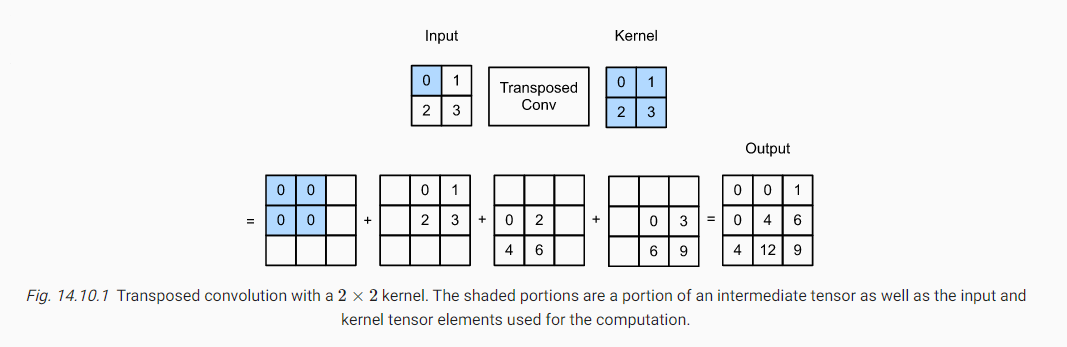 Input Kernel
0 1 Transposed 0 1
2 3 Conv 2 3
Output
0 0 0 1 0 0 1
= 0 0 + 2 3 + 0 2 + 0 3 = 0 4 6
4 6 6 9 4 12 9
Fig. 14.10.1 Transposed convolution with a 2 × 2 kernel. The shaded portions are a portion of an intermediate tensor as well as the input and
kernel tensor elements used for the computation.